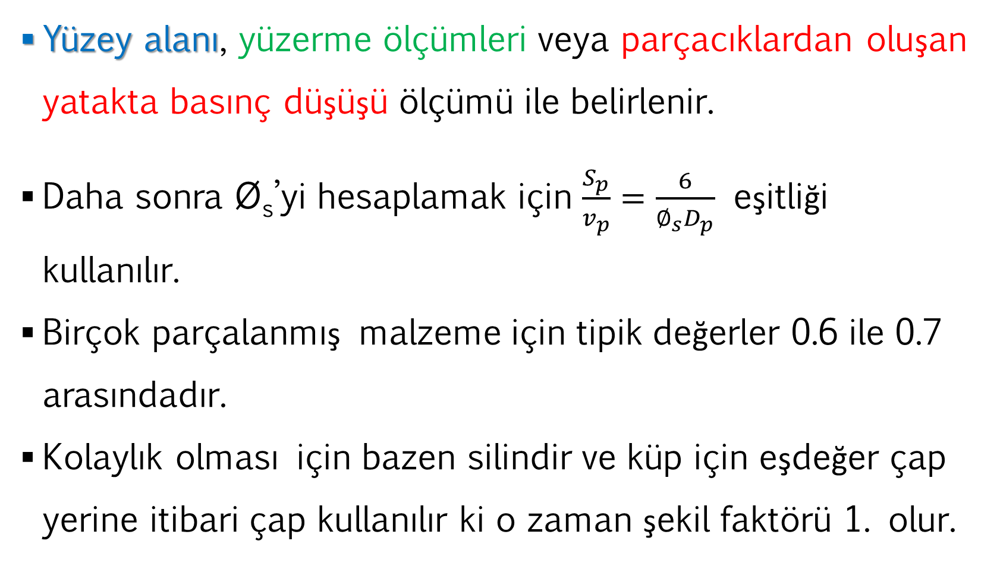 ▪ Yüzey alanı, yüzerme ölçümleri veya parçacıklardan oluşan
yatakta basınç düşüşü ölçümü ile belirlenir.
▪ Daha sonra Øₛ’yi hesaplamak için $\frac{S_p}{v_p} = \frac{6}{∅_s D_p}$ eşitliği
kullanılır.
▪ Birçok parçalanmış malzeme için tipik değerler 0.6 ile 0.7
arasındadır.
▪ Kolaylık olması için bazen silindir ve küp için eşdeğer çap
yerine itibari çap kullanılır ki o zaman şekil faktörü 1. olur.